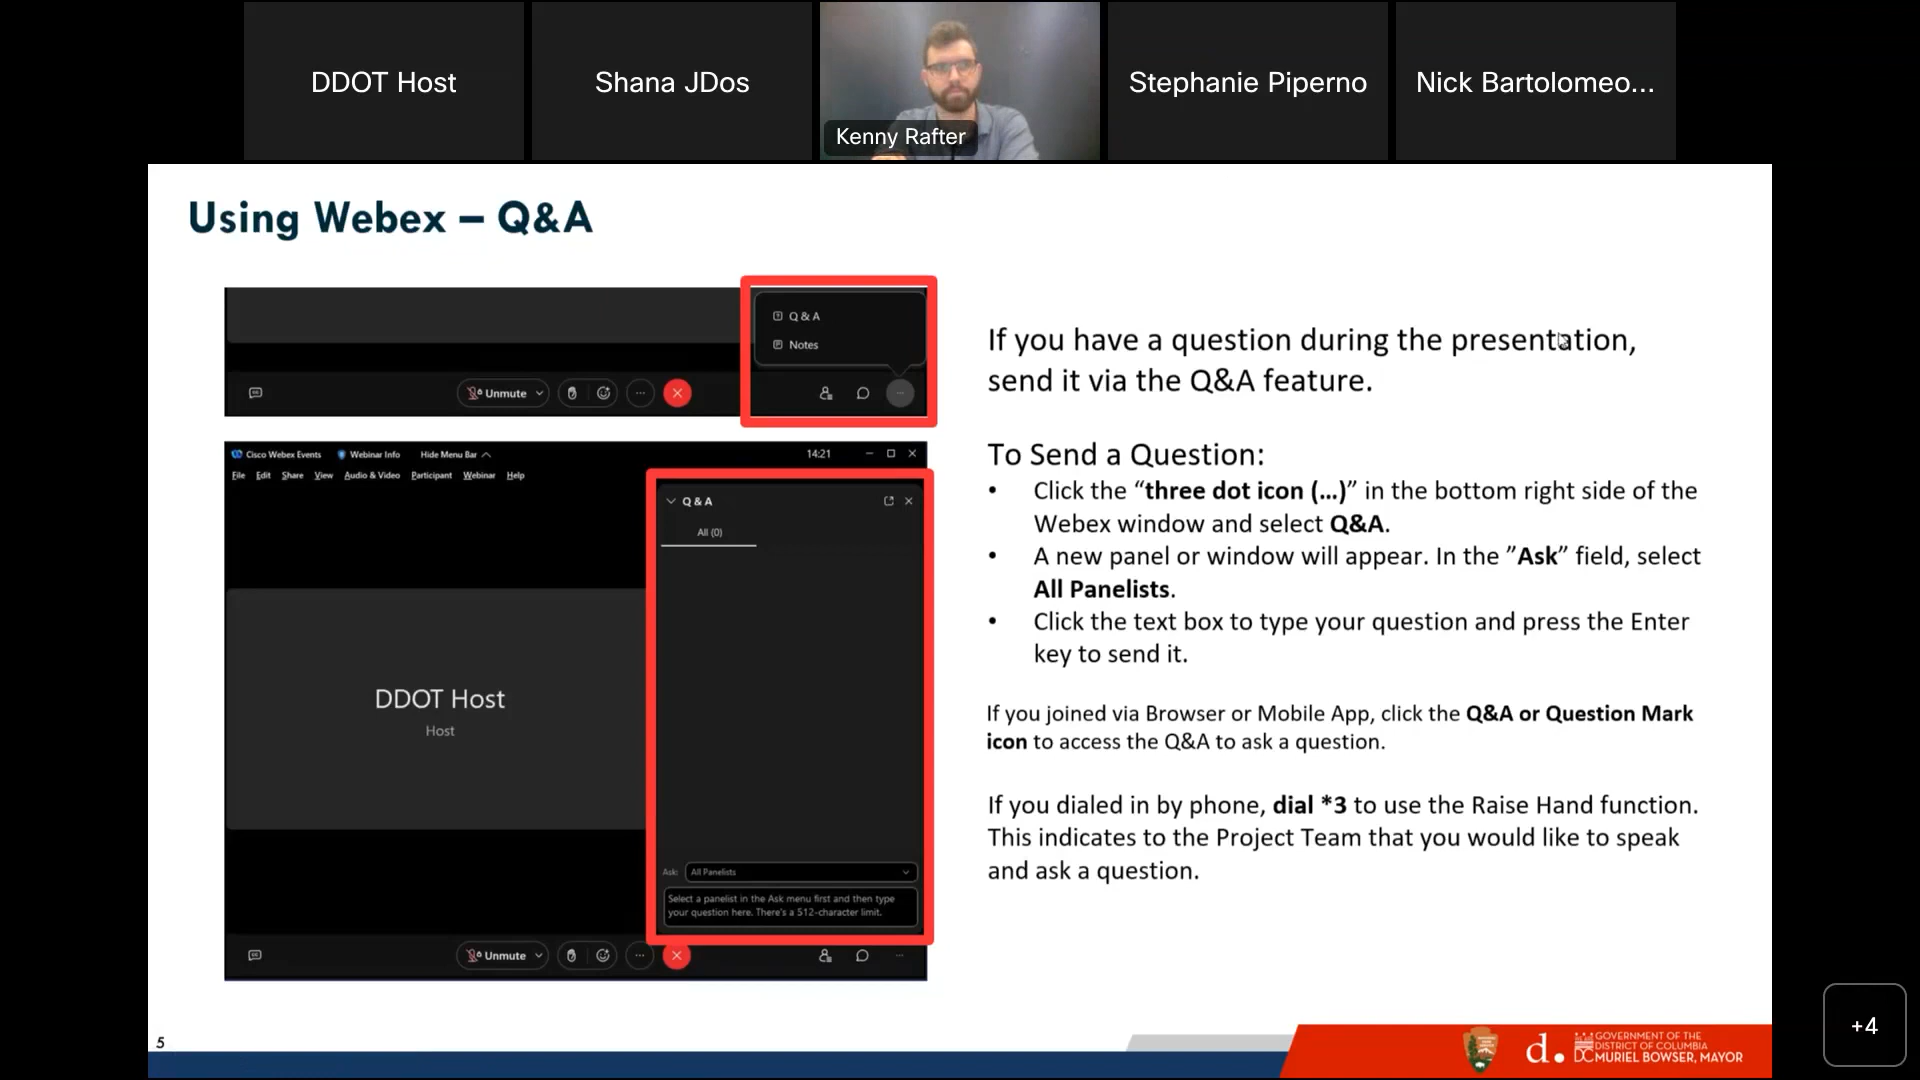 DDOT Host
Shana JDos
Kenny Rafter
Stephanie Piperno
Nick Bartolomeo...
Using Webex – Q&A
Q & A
Notes
Unmute
Cisco Webex Events
Webinar Info
Hide Menu Bar
14:21
File Edit Share View Audio & Video Participant Webinar Help
Q & A
All (0)
DDOT Host
Host
Ask:
All Panelists
Select a panelist in the Ask menu first and then type
your question here. There's a 512-character limit.
Unmute
If you have a question during the presentation,
send it via the Q&A feature.
To Send a Question:
• Click the “three dot icon (…)” in the bottom right side of the
Webex window and select Q&A.
• A new panel or window will appear. In the ”Ask” field, select
All Panelists.
• Click the text box to type your question and press the Enter
key to send it.
If you joined via Browser or Mobile App, click the Q&A or Question Mark
icon to access the Q&A to ask a question.
If you dialed in by phone, dial *3 to use the Raise Hand function.
This indicates to the Project Team that you would like to speak
and ask a question.
5
d.
GOVERNMENT OF THE
DISTRICT OF COLUMBIA
DC MURIEL BOWSER, MAYOR
+4